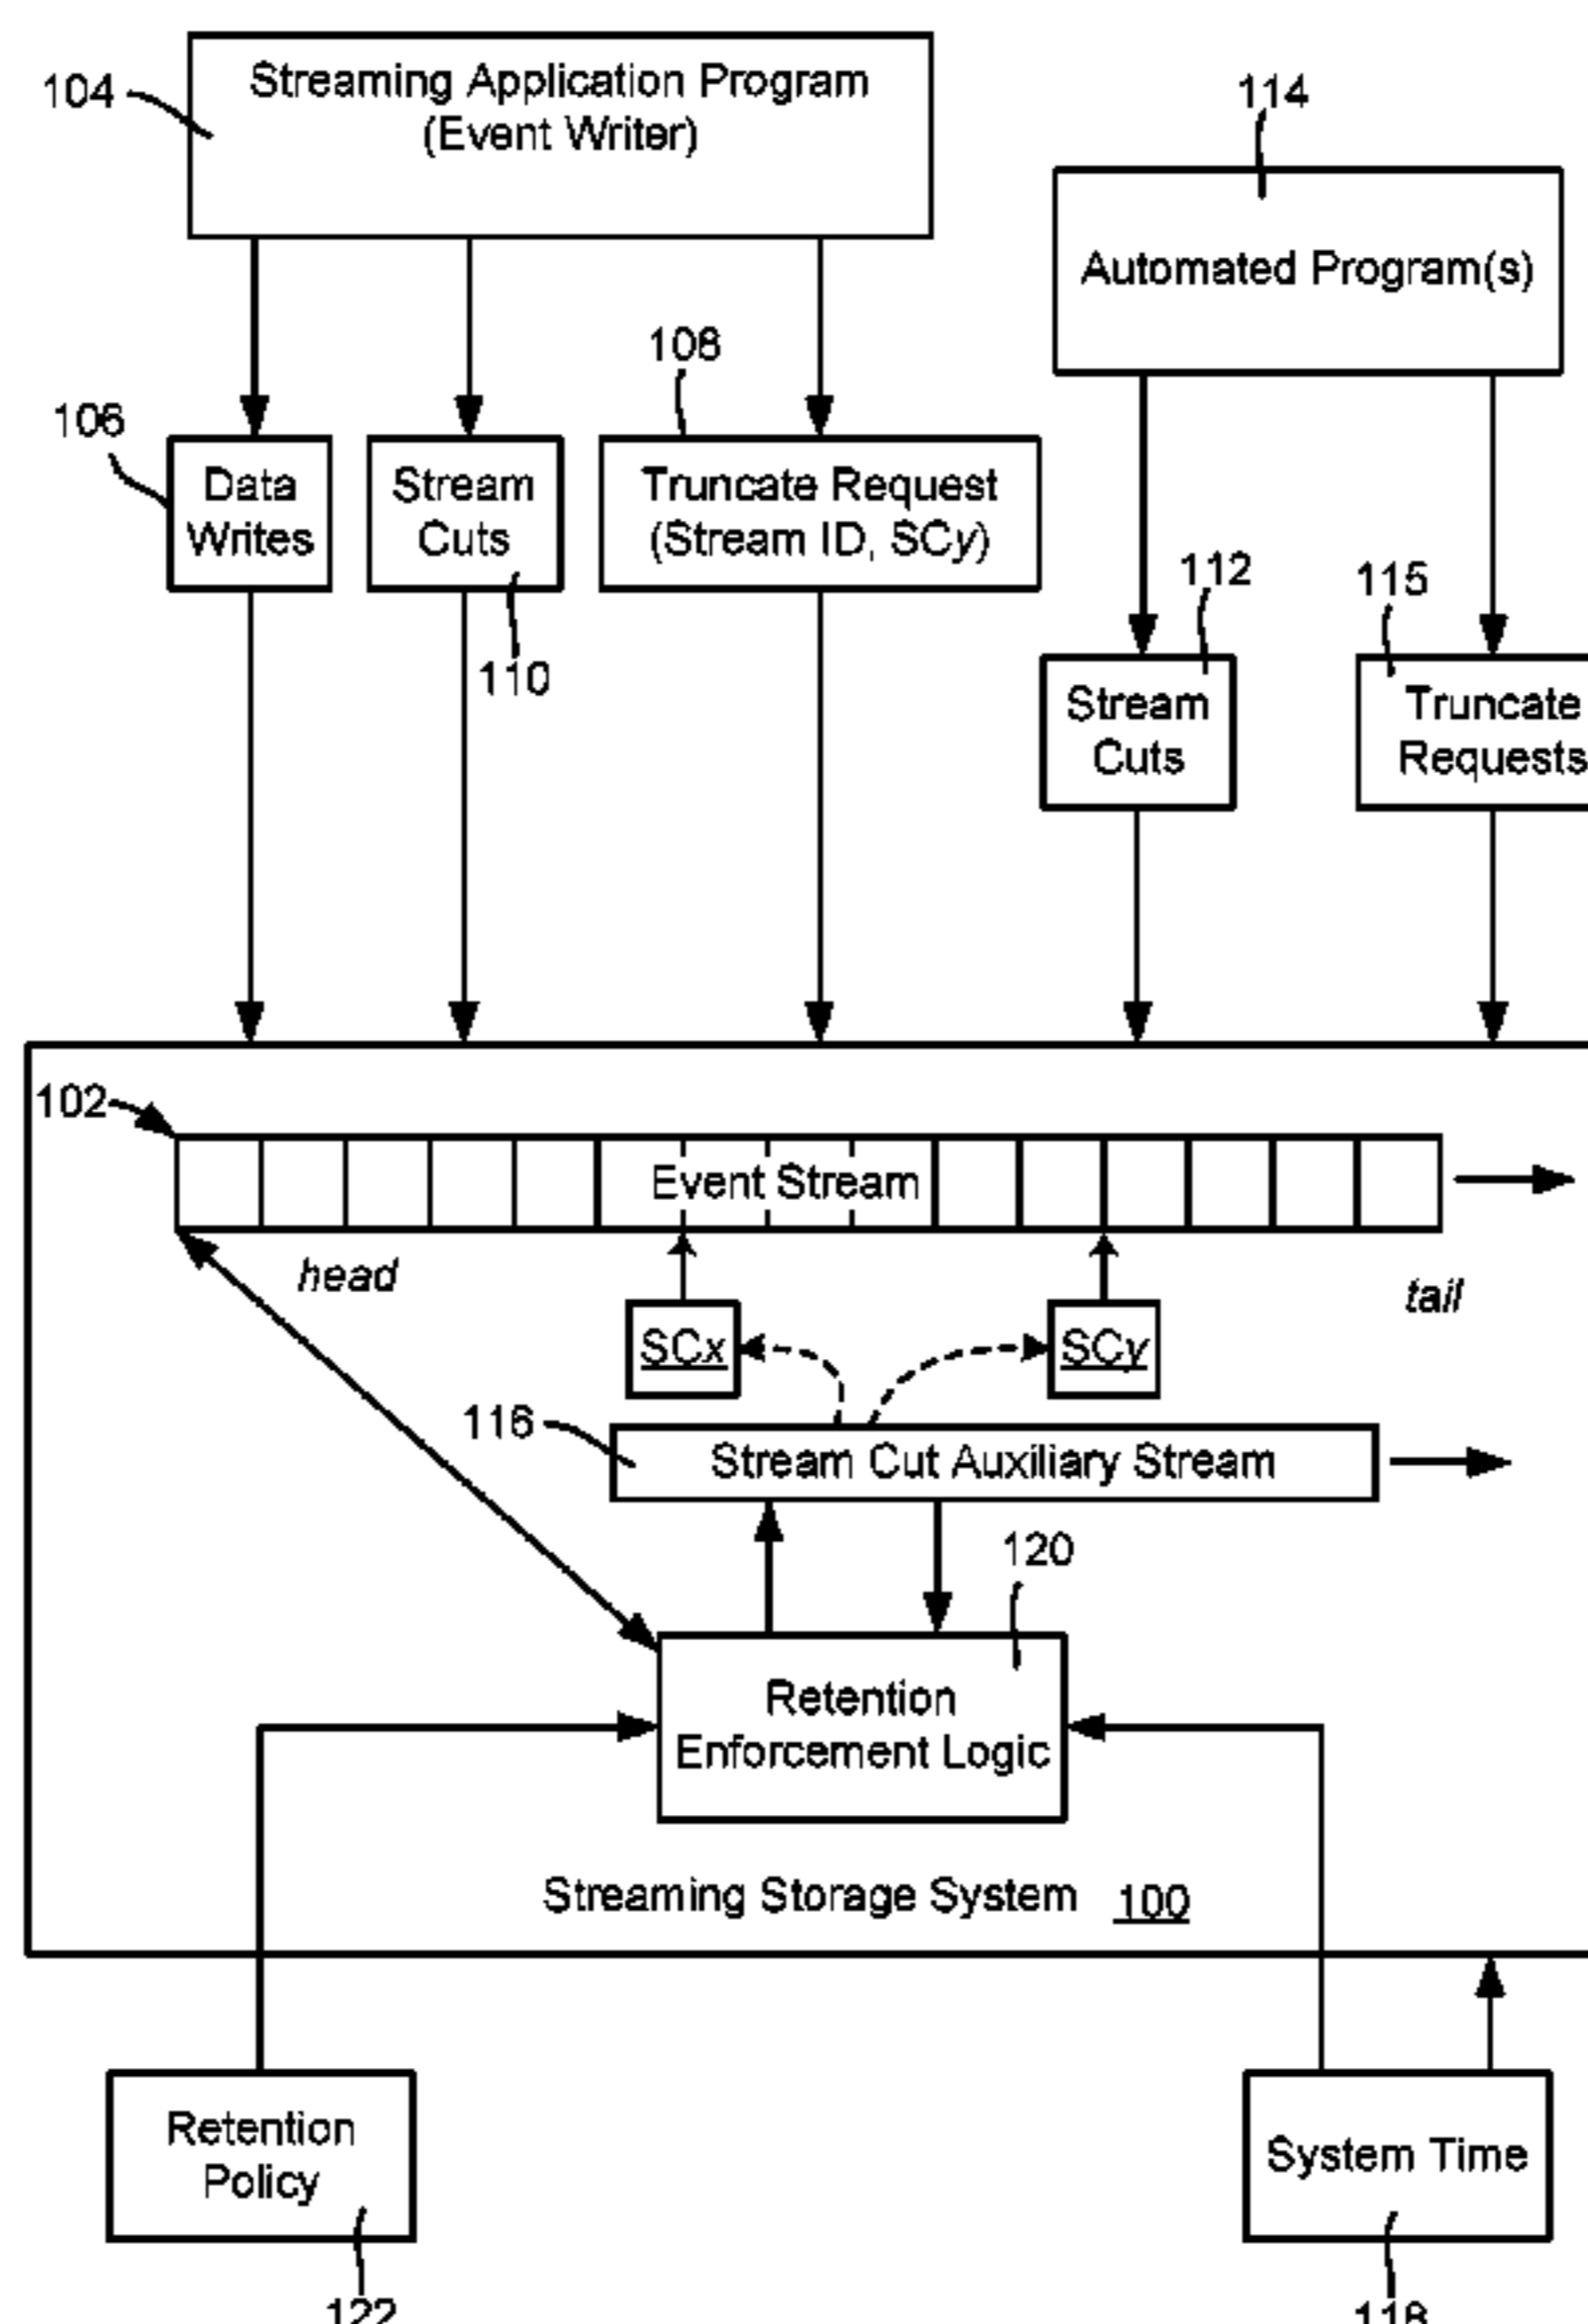 104
Streaming Application Program
(Event Writer)
114
Automated Program(s)
106
108
Data
Writes
Stream
Cuts
Truncate Request
(Stream ID, SCy)
110
112
115
Stream
Cuts
Truncate
Requests
102
Event Stream
head
tail
SCx
SCy
116
Stream Cut Auxiliary Stream
120
Retention
Enforcement Logic
Streaming Storage System 100
Retention
Policy
System Time
122
118